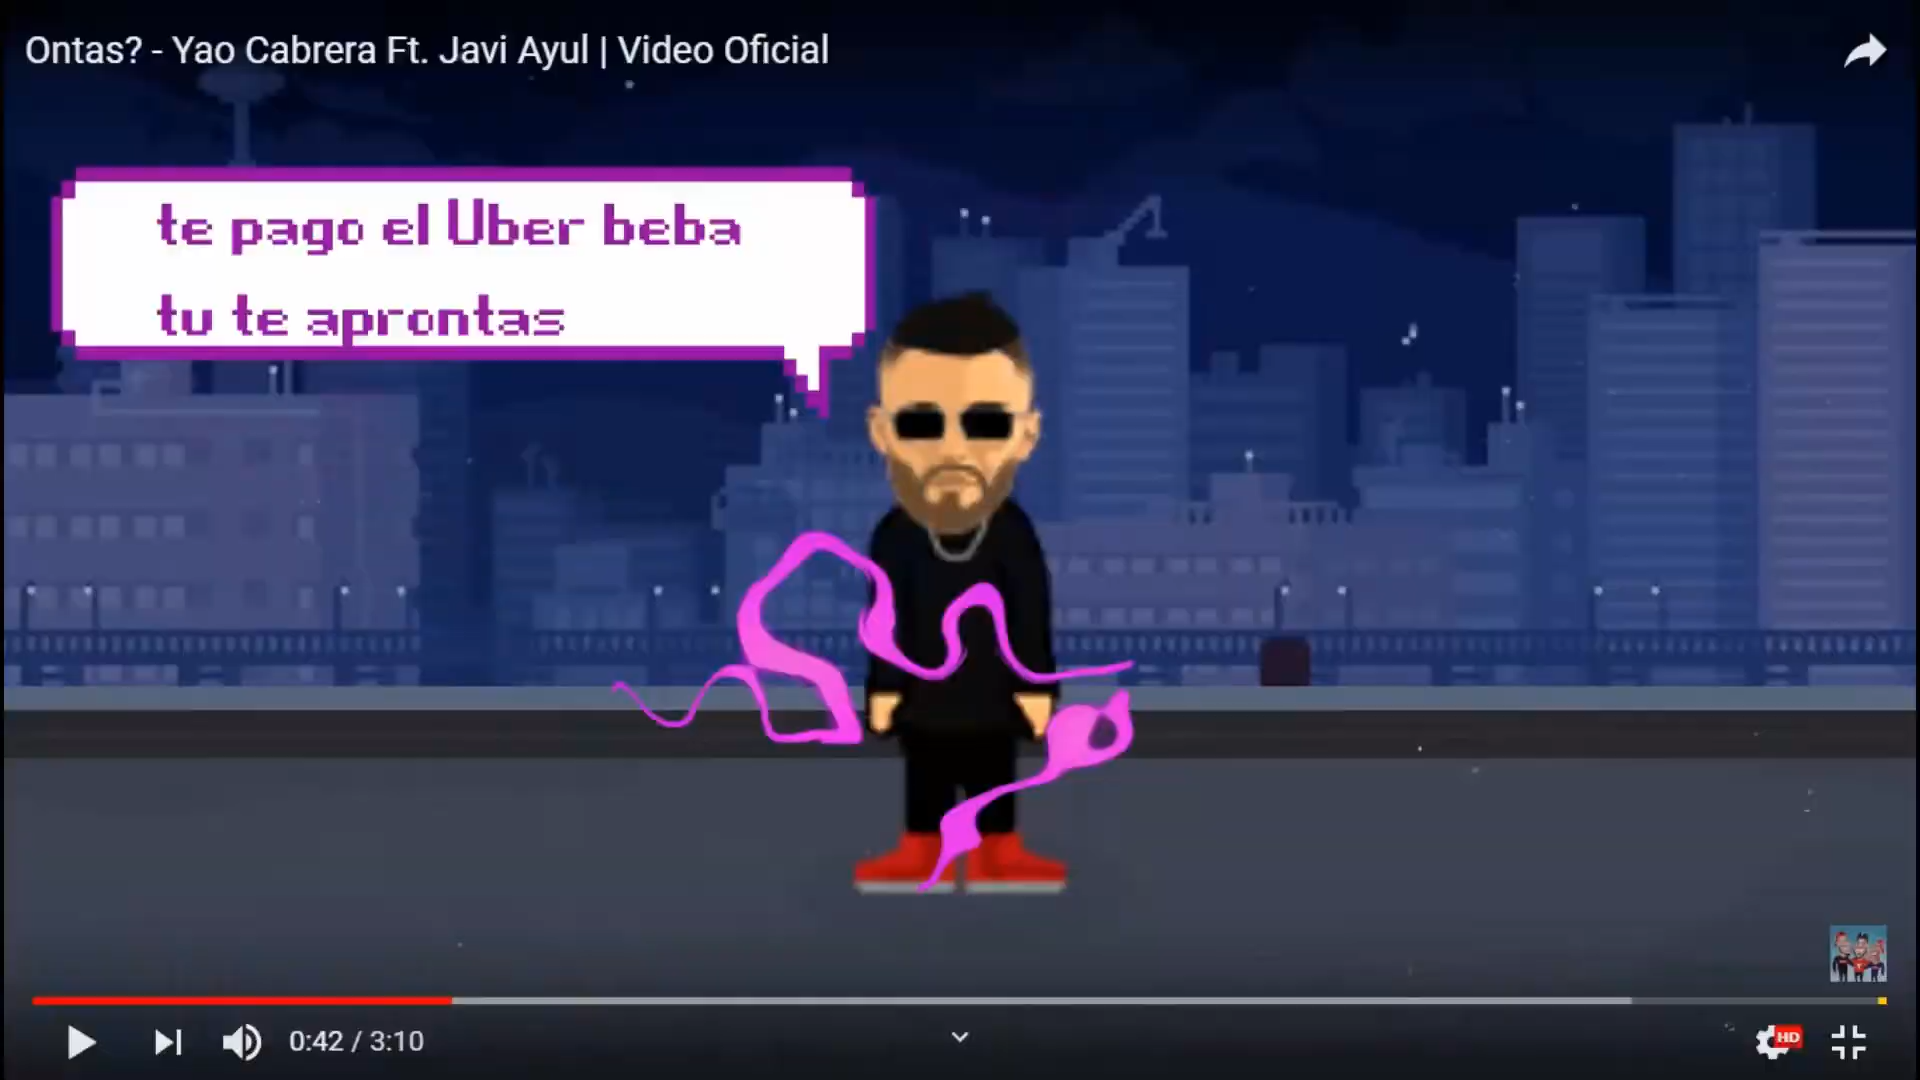 Ontas? - Yao Cabrera Ft. Javi Ayul | Video Oficial
te pago el Uber beba
tu te aprontas
0:42 / 3:10
HD